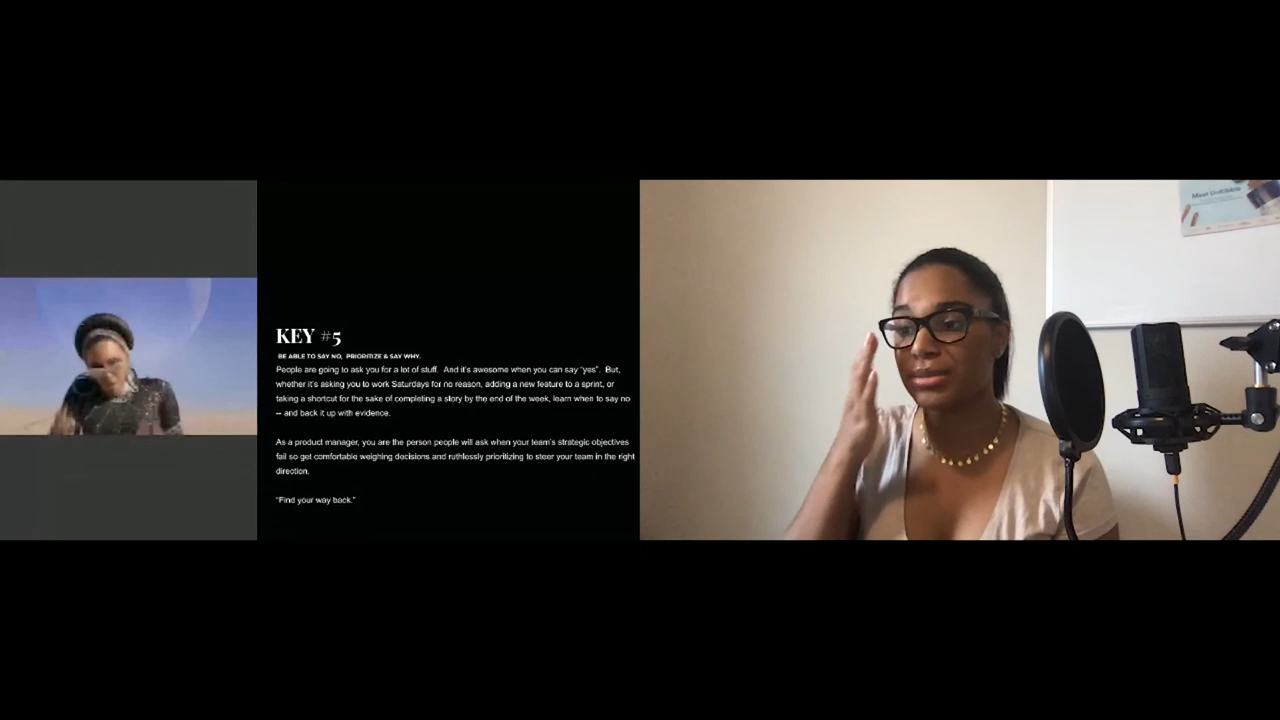 KEY #5
BE ABLE TO SAY NO, PRIORITIZE & SAY WHY.
People are going to ask you for a lot of stuff. And it's awesome when you can say "yes". But,
whether it's asking you to work Saturdays for no reason, adding a new feature to a sprint, or
taking a shortcut for the sake of completing a story by the end of the week, learn when to say no
-- and back it up with evidence.
As a product manager, you are the person people will ask when your team's strategic objectives
fail so get comfortable weighing decisions and ruthlessly prioritizing to steer your team in the right
direction.
"Find your way back."
Meet UnKibble